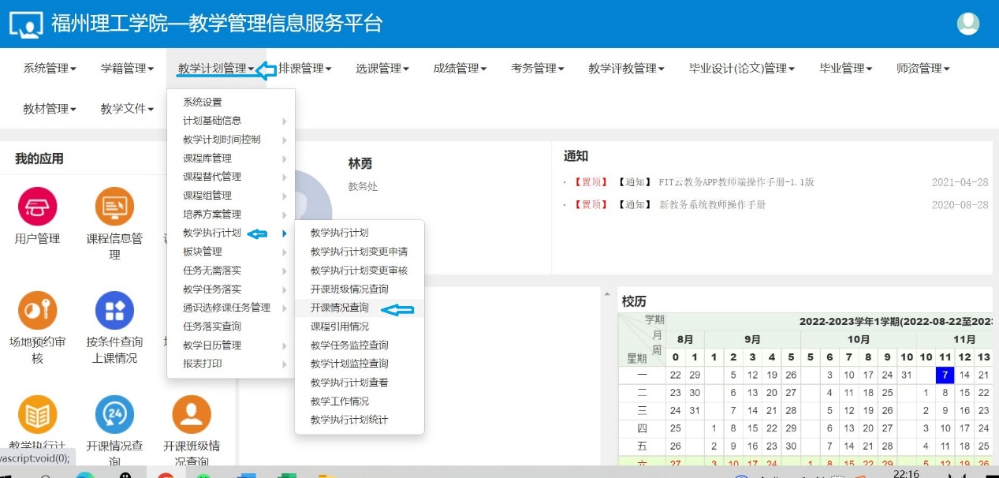 福州理工学院—教学管理信息服务平台
系统管理 学籍管理 教学计划管理 排课管理 选课管理 成绩管理 考务管理 教学评教管理 毕业设计(论文)管理 毕业管理 师资管理
教材管理 教学文件
系统设置
计划基础信息
教学计划时间控制
课程库管理
课程替代管理
课程组管理
培养方案管理
教学执行计划
板块管理
任务无需落实
教学任务落实
通识选修课任务管理
任务落实查询
教学日历管理
报表打印
教学执行计划
教学执行计划变更申请
教学执行计划变更审核
开课班级情况查询
开课情况查询
课程引用情况
教学任务监控查询
教学计划监控查询
教学执行计划查看
教学工作情况
教学执行计划统计
我的应用
用户管理
课程信息管理
场地预约审核
按条件查询上课情况
教学执行计
开课情况查询
开课班级情况查询
林勇
教务处
通知
· 【置顶】 【通知】 FIT云教务APP教师端操作手册-1.1版 2021-04-28
· 【置顶】 【通知】 新教务系统教师操作手册 2020-08-28
校历
学期 月 周 星期
2022-2023学年1学期(2022-08-22至202
8月 9月 10月 11月
0 1 1 2 3 4 5 5 6 7 8 9 10 10 11 12 13
一 22 29 5 12 19 26 3 10 17 24 31 7 14 21
二 23 30 6 13 20 27 4 11 18 25 1 8 15 22
三 24 31 7 14 21 28 5 12 19 26 2 9 16 23
四 25 1 8 15 22 29 6 13 20 27 3 10 17 24
五 26 2 9 16 23 30 7 14 21 28 4 11 18 25
六 27 3 10 17 24 1 8 15 22 29 5 12 19 26
vascript:void(0);
22:16